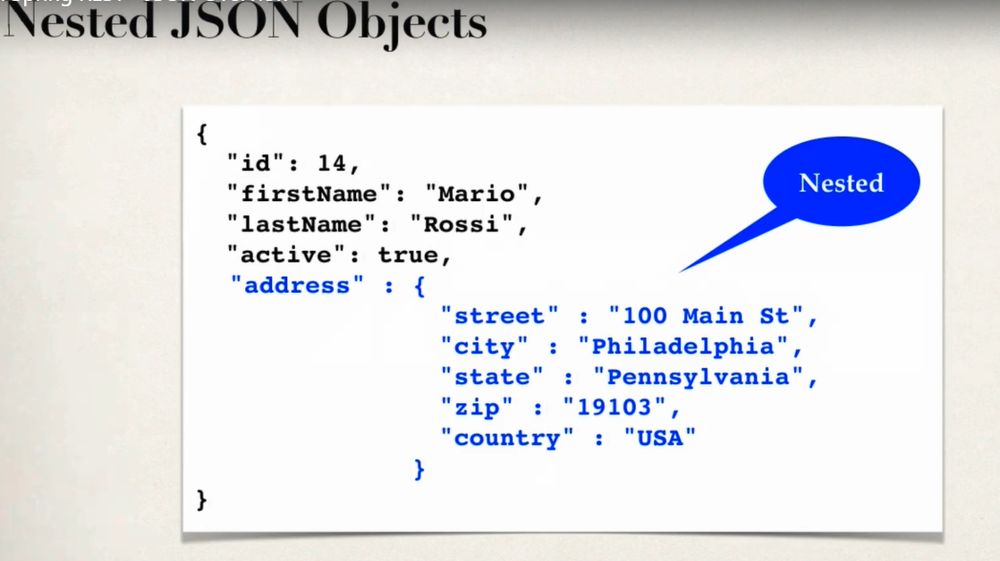 Nested JSON Objects
{
"id": 14,
"firstName": "Mario",
"lastName": "Rossi",
"active": true,
"address" : {
"street" : "100 Main St",
"city" : "Philadelphia",
"state" : "Pennsylvania",
"zip" : "19103",
"country" : "USA"
}
}
Nested